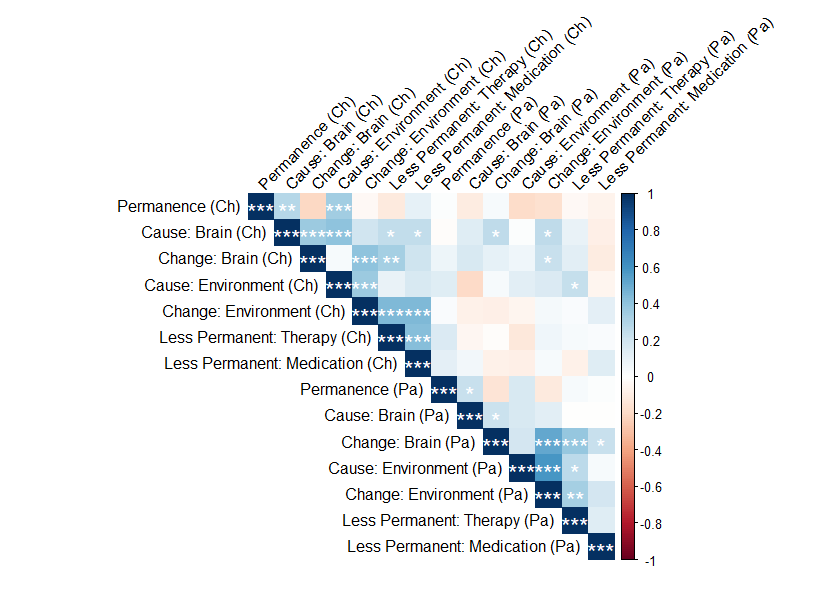 Permanence (Ch)
Cause: Brain (Ch)
Change: Brain (Ch)
Cause: Environment (Ch)
Change: Environment (Ch)
Less Permanent: Therapy (Ch)
Less Permanent: Medication (Ch)
Permanence (Pa)
Cause: Brain (Pa)
Change: Brain (Pa)
Cause: Environment (Pa)
Change: Environment (Pa)
Less Permanent: Therapy (Pa)
Less Permanent: Medication (Pa)
Permanence (Ch) *** ** ***
Cause: Brain (Ch) *** *** *** * * * *
Change: Brain (Ch) *** *** ** *
Cause: Environment (Ch) *** *** *
Change: Environment (Ch) *** *** ***
Less Permanent: Therapy (Ch) *** ***
Less Permanent: Medication (Ch) ***
Permanence (Pa) *** *
Cause: Brain (Pa) *** *
Change: Brain (Pa) *** *** *** *
Cause: Environment (Pa) *** *** *
Change: Environment (Pa) *** **
Less Permanent: Therapy (Pa) ***
Less Permanent: Medication (Pa) ***
1
0.8
0.6
0.4
0.2
0
-0.2
-0.4
-0.6
-0.8
-1